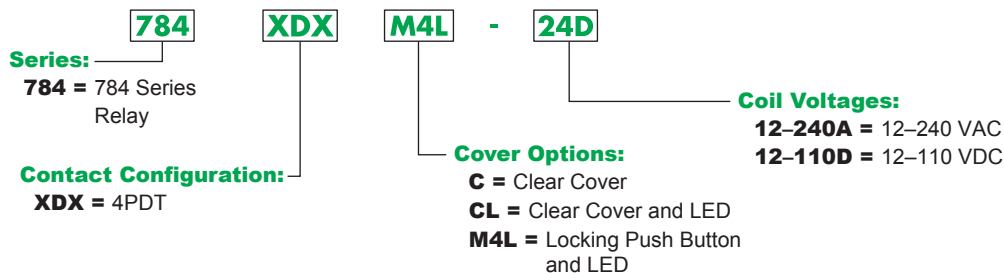 784 XDX M4L - 24D
Series:
784 = 784 Series
Relay
Contact Configuration:
XDX = 4PDT
Cover Options:
C = Clear Cover
CL = Clear Cover and LED
M4L = Locking Push Button
and LED
Coil Voltages:
12–240A = 12–240 VAC
12–110D = 12–110 VDC